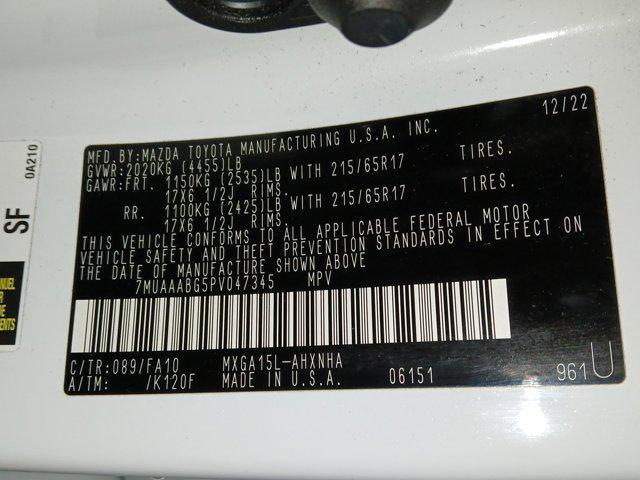 12/22
MFD.BY:MAZDA TOYOTA MANUFACTURING U.S.A. INC.
GVWR:2020KG (4455)LB
GAWR:FRT. 1150KG (2535)LB WITH 215/65R17 TIRES.
17X6 1/2J RIMS.
RR. 1100KG (2425)LB WITH 215/65R17 TIRES.
17X6 1/2J RIMS.
THIS VEHICLE CONFORMS TO ALL APPLICABLE FEDERAL MOTOR
VEHICLE SAFETY AND THEFT PREVENTION STANDARDS IN EFFECT ON
THE DATE OF MANUFACTURE SHOWN ABOVE
7MUAAABG5PV047345 MPV
C/TR:089/FA10 MXGA15L-AHXNHA
A/TM: /K120F MADE IN U.S.A. 06151 961U
0A210
SF